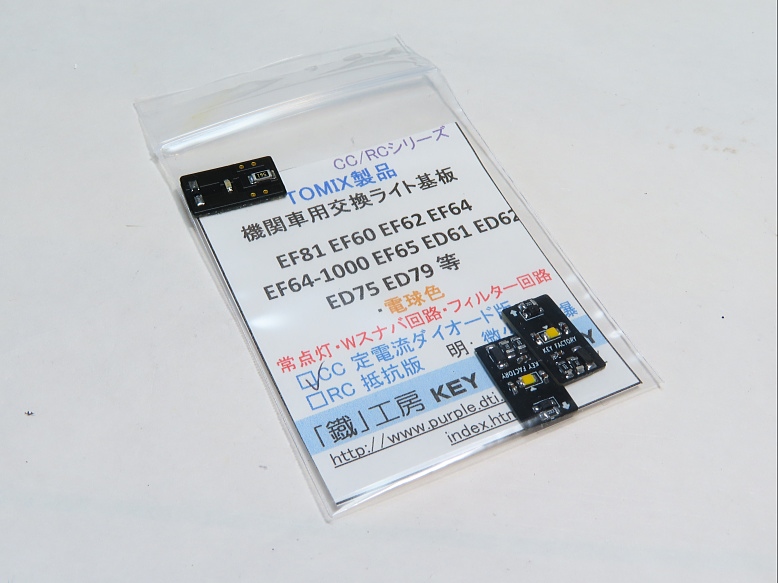 CC/RCシリーズ
TOMIX製品
機関車用交換ライト基板
EF81 EF60 EF62 EF64
EF64-1000 EF65 ED61 ED62
ED75 ED79 等
・電球色
常点灯・Wスナバ回路・フィルター回路
CC 定電流ダイオード版
明: 微
RC 抵抗版
「鐵」工房 KEY
http://www.purple.dti.
index.htm
KEY FACTORY
KEY FACTORY